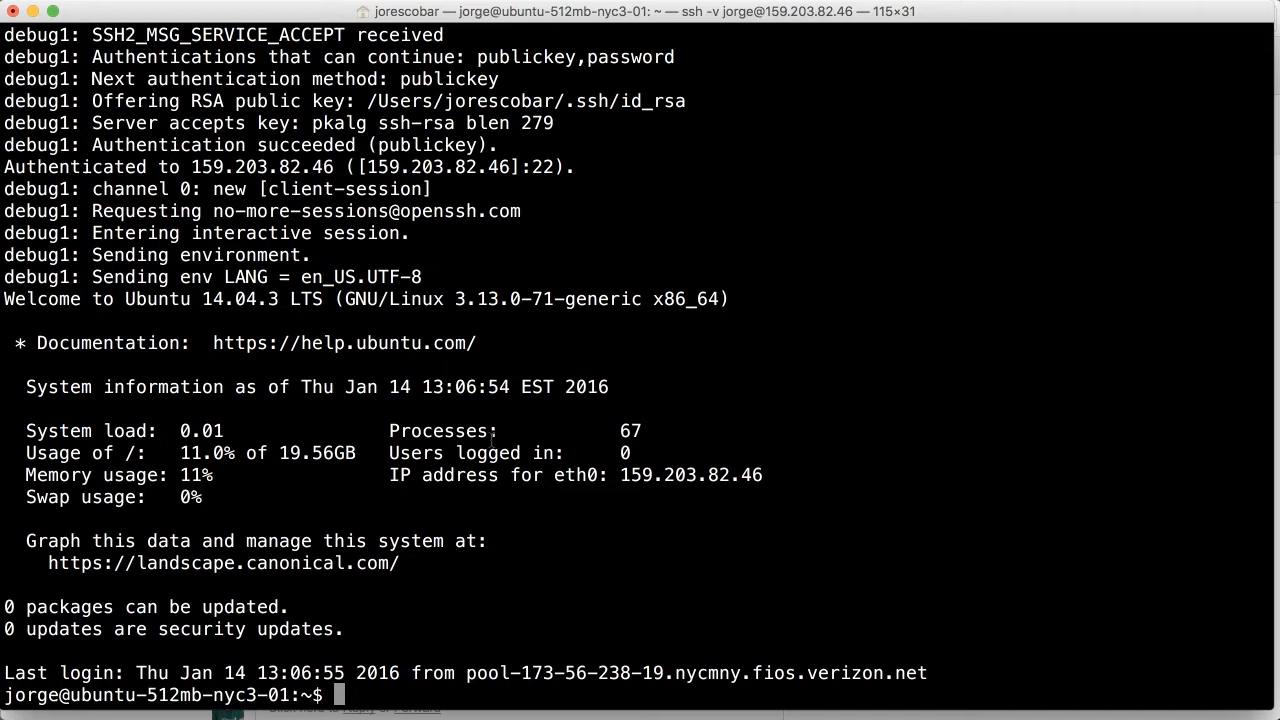 jorescobar — jorge@ubuntu-512mb-nyc3-01: ~ — ssh -v jorge@159.203.82.46 — 115×31
debug1: SSH2_MSG_SERVICE_ACCEPT received
debug1: Authentications that can continue: publickey,password
debug1: Next authentication method: publickey
debug1: Offering RSA public key: /Users/jorescobar/.ssh/id_rsa
debug1: Server accepts key: pkalg ssh-rsa blen 279
debug1: Authentication succeeded (publickey).
Authenticated to 159.203.82.46 ([159.203.82.46]:22).
debug1: channel 0: new [client-session]
debug1: Requesting no-more-sessions@openssh.com
debug1: Entering interactive session.
debug1: Sending environment.
debug1: Sending env LANG = en_US.UTF-8
Welcome to Ubuntu 14.04.3 LTS (GNU/Linux 3.13.0-71-generic x86_64)
* Documentation:  https://help.ubuntu.com/
System information as of Thu Jan 14 13:06:54 EST 2016
System load:  0.01               Processes:           67
Usage of /:   11.0% of 19.56GB   Users logged in:     0
Memory usage: 11%                IP address for eth0: 159.203.82.46
Swap usage:   0%
Graph this data and manage this system at:
https://landscape.canonical.com/
0 packages can be updated.
0 updates are security updates.
Last login: Thu Jan 14 13:06:55 2016 from pool-173-56-238-19.nycmny.fios.verizon.net
jorge@ubuntu-512mb-nyc3-01:~$
Click here to Reply or Forward